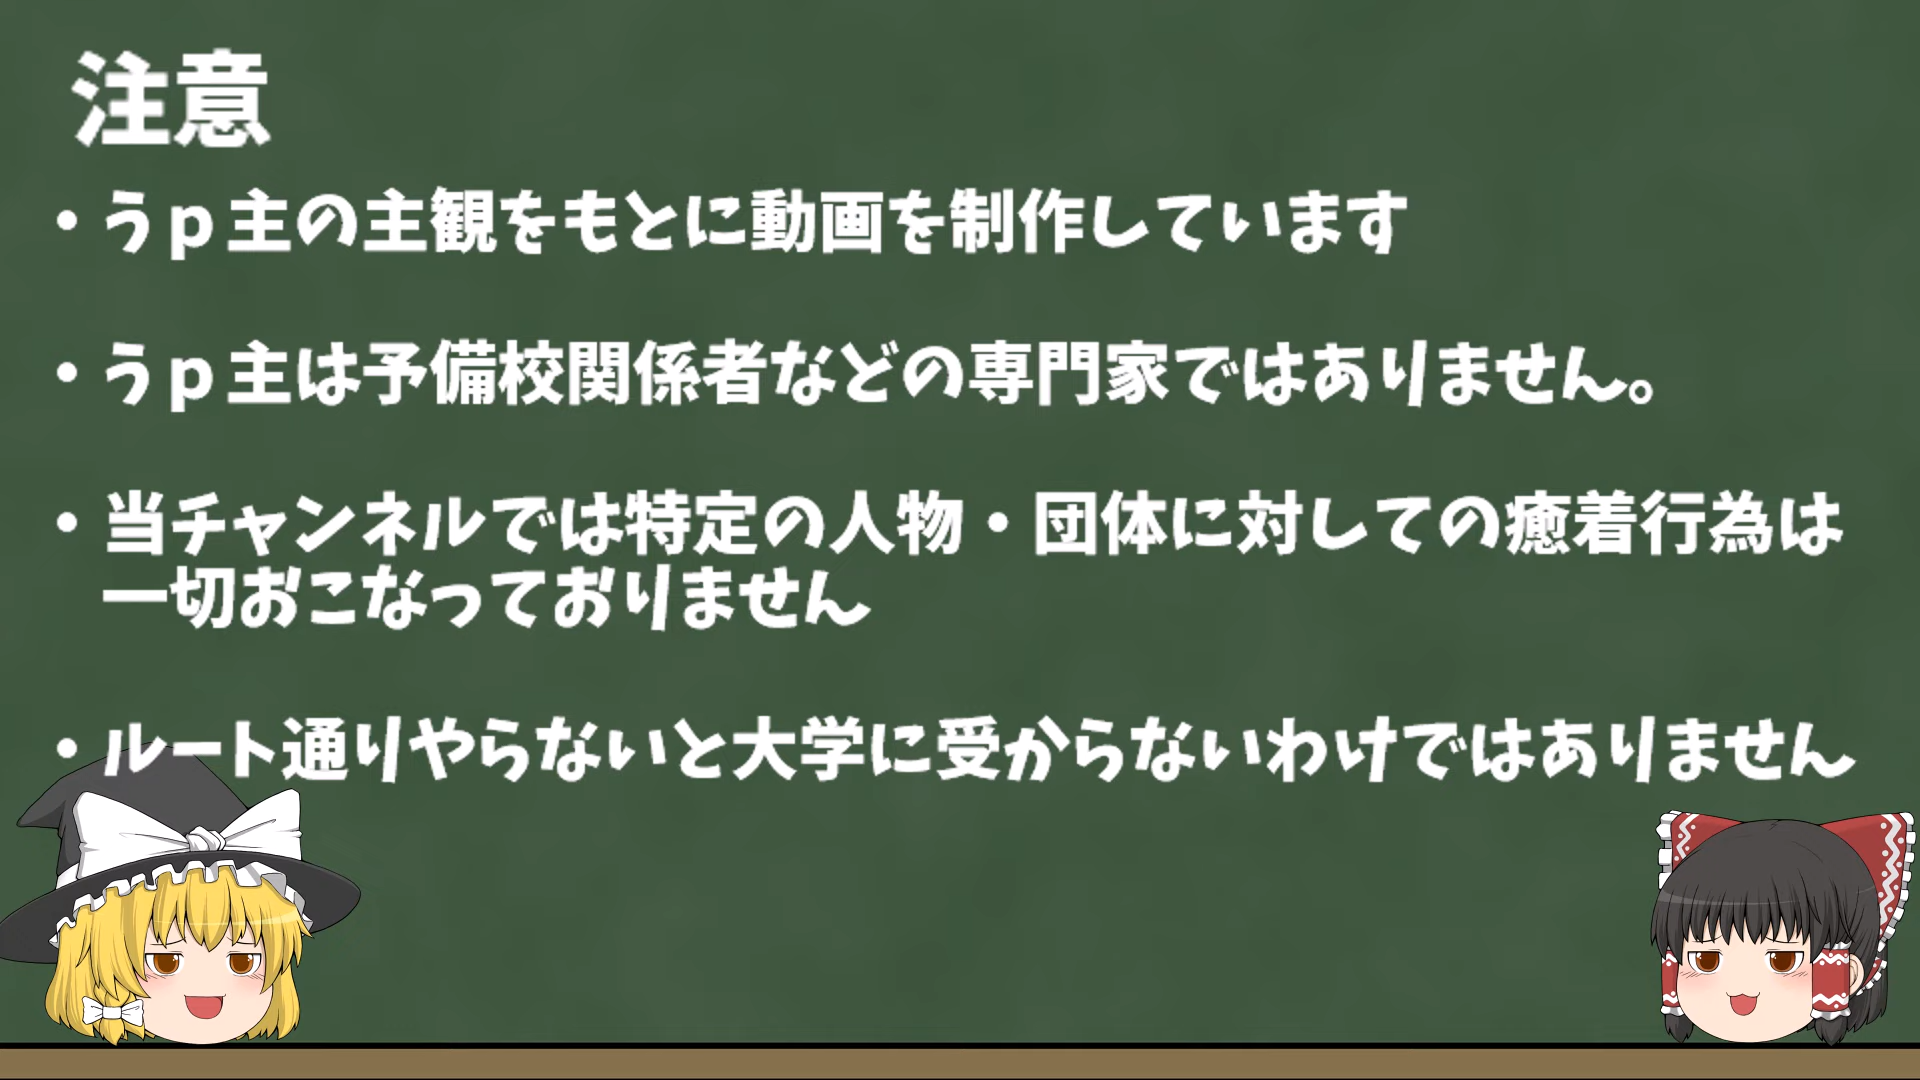 注意
・うｐ主の主観をもとに動画を制作しています
・うｐ主は予備校関係者などの専門家ではありません。
・当チャンネルでは特定の人物・団体に対しての癒着行為は
一切おこなっておりません
・ルート通りやらないと大学に受からないわけではありません